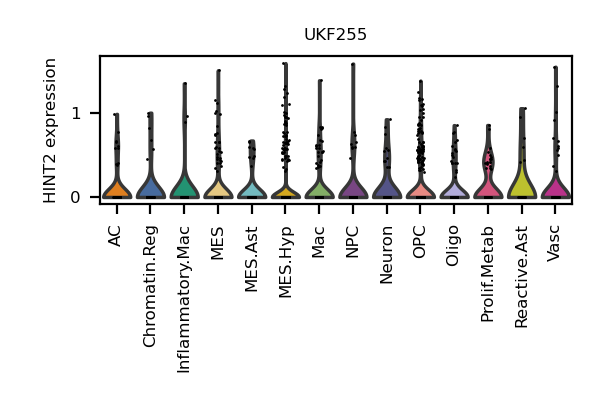 UKF255
HINT2 expression
1
0
AC
Chromatin.Reg
Inflammatory.Mac
MES
MES.Ast
MES.Hyp
Mac
NPC
Neuron
OPC
Oligo
Prolif.Metab
Reactive.Ast
Vasc